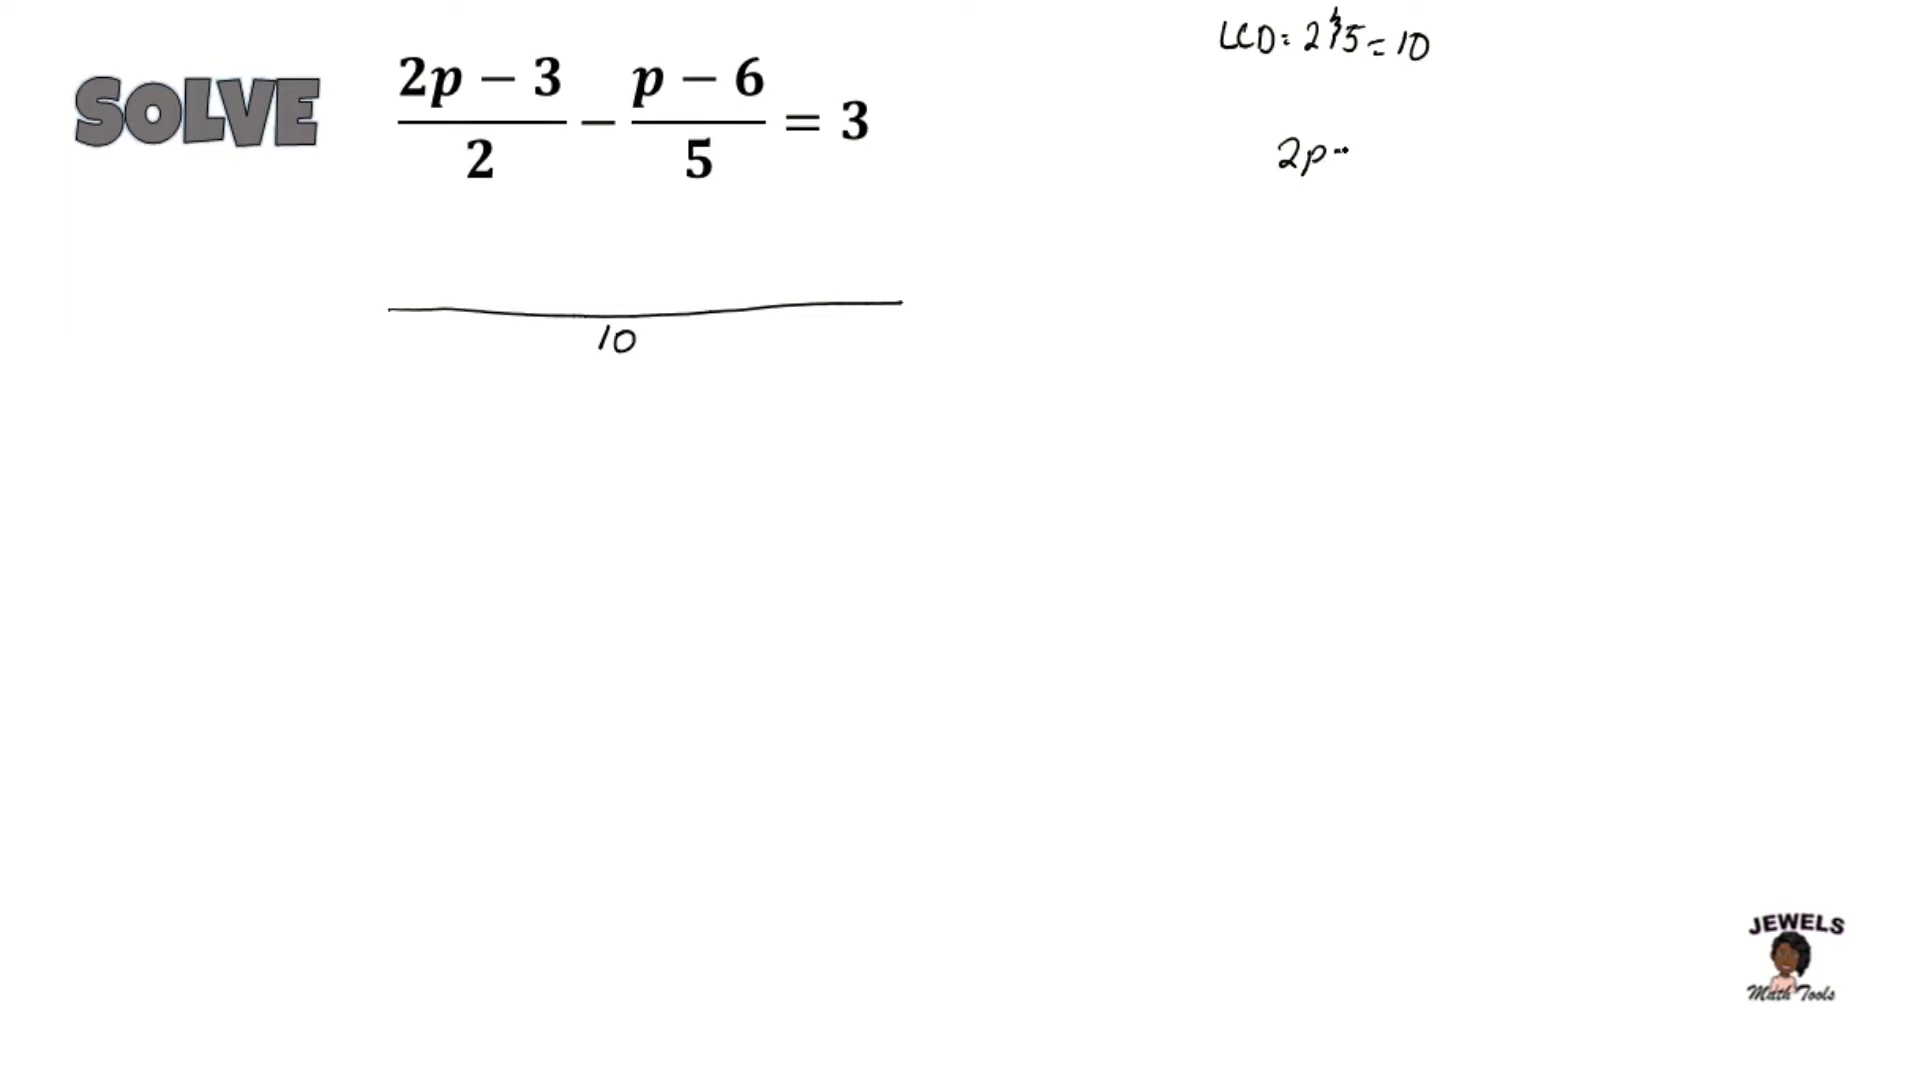 SOLVE (2p − 3)/2 − (p − 6)/5 = 3
LCD = 2 & 5 = 10
2p -
10
JEWELS
Math Tools